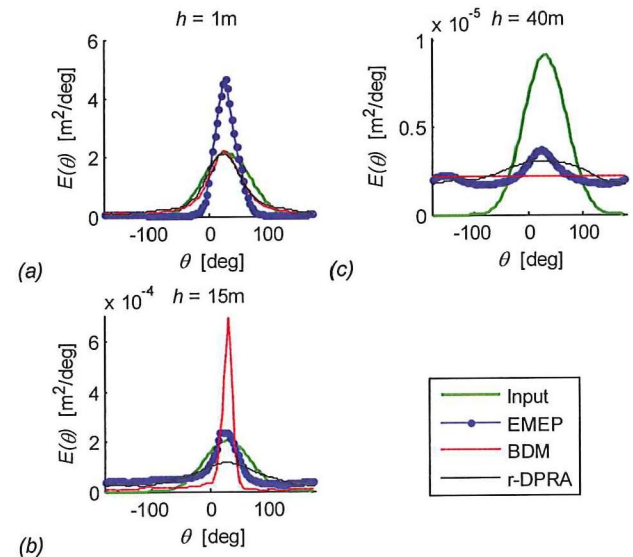 h = 1m
6
4
2
0
E(θ) [m²/deg]
-100 0 100
θ [deg]
(a)
x 10⁻⁵ h = 40m
1
0.5
0
E(θ) [m²/deg]
-100 0 100
θ [deg]
(c)
x 10⁻⁴ h = 15m
6
4
2
0
E(θ) [m²/deg]
-100 0 100
θ [deg]
(b)
Input
EMEP
BDM
r-DPRA